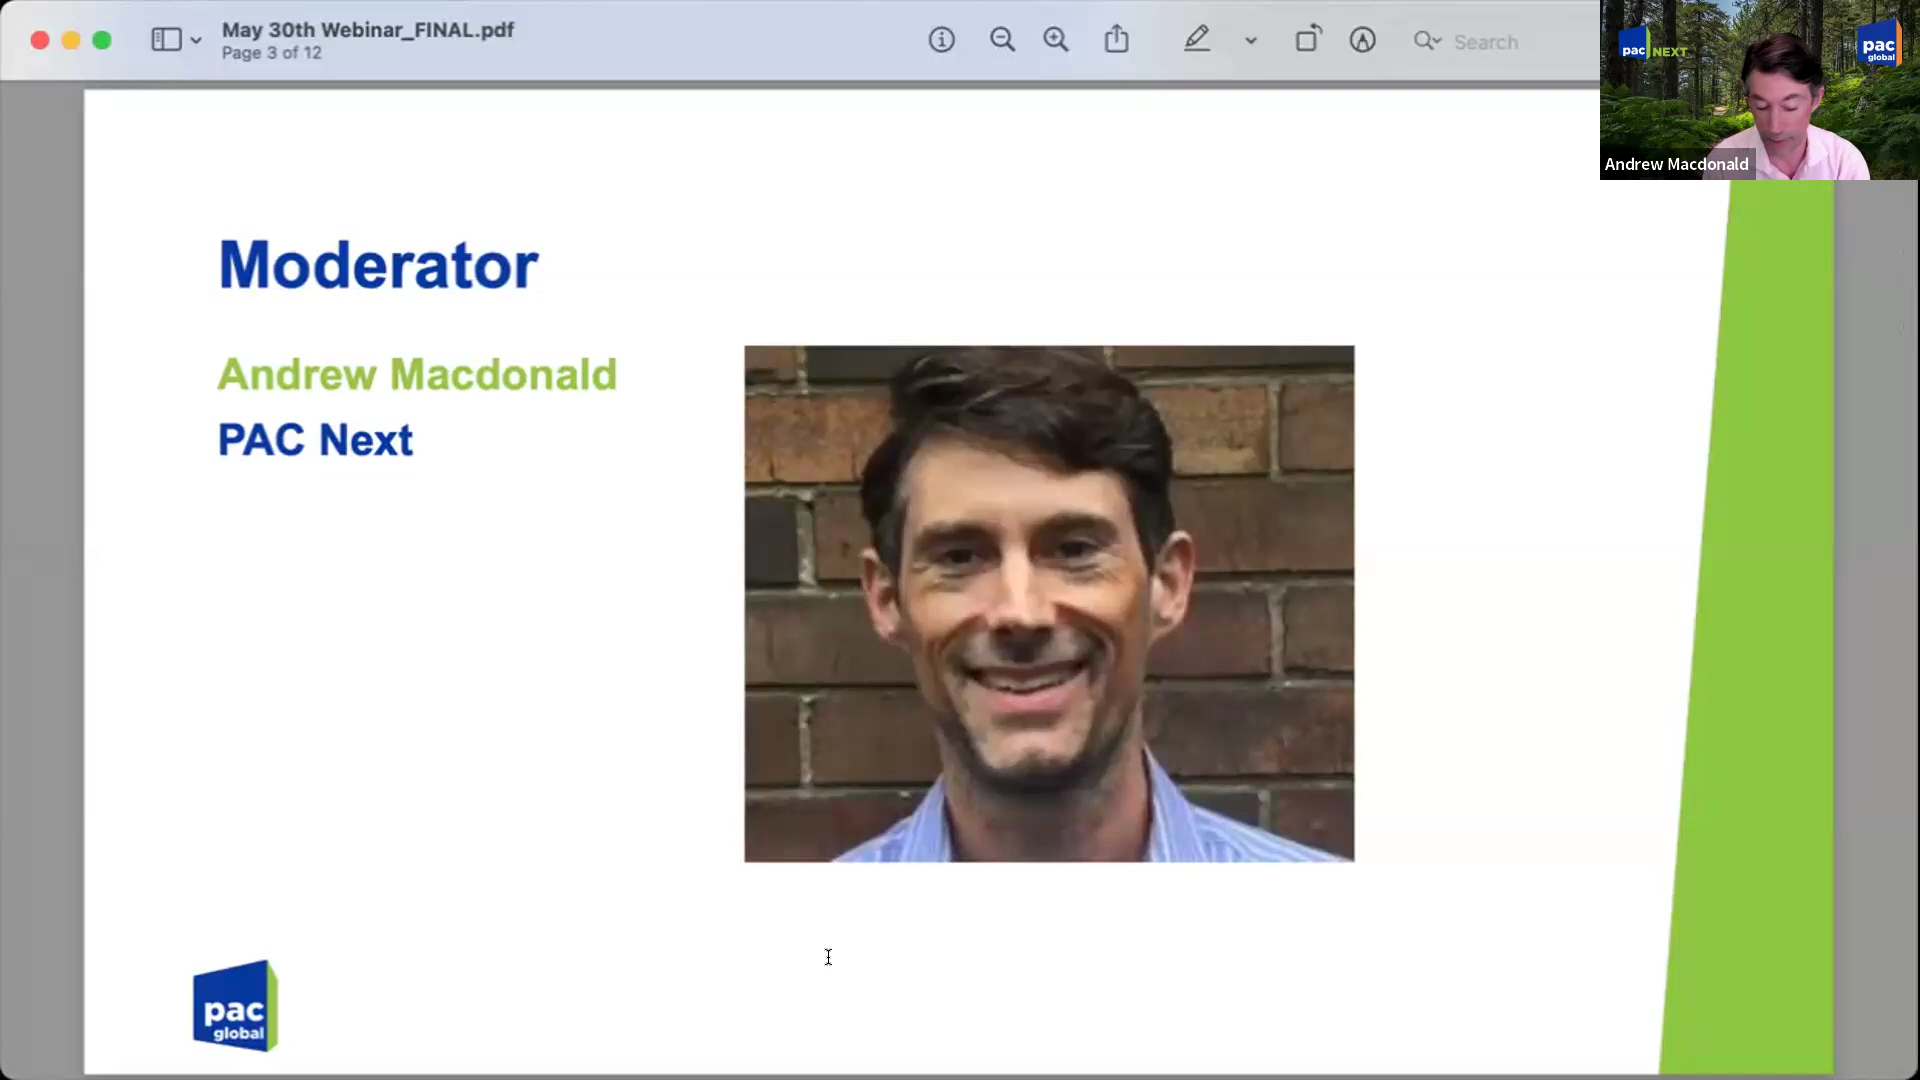 May 30th Webinar_FINAL.pdf
Page 3 of 12
Search
pac NEXT
pac
global
Andrew Macdonald
Moderator
Andrew Macdonald
PAC Next
pac
global